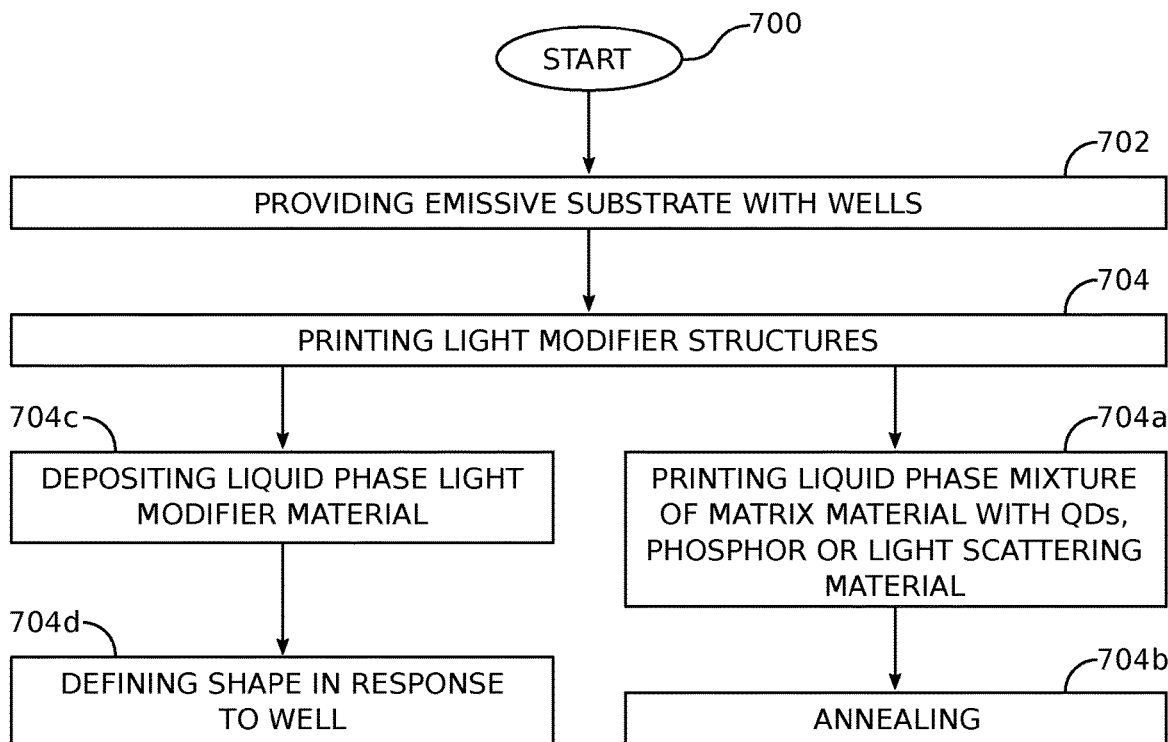 700
START
702
PROVIDING EMISSIVE SUBSTRATE WITH WELLS
704
PRINTING LIGHT MODIFIER STRUCTURES
704c
DEPOSITING LIQUID PHASE LIGHT
MODIFIER MATERIAL
704d
DEFINING SHAPE IN RESPONSE
TO WELL
704a
PRINTING LIQUID PHASE MIXTURE
OF MATRIX MATERIAL WITH QDs,
PHOSPHOR OR LIGHT SCATTERING
MATERIAL
704b
ANNEALING